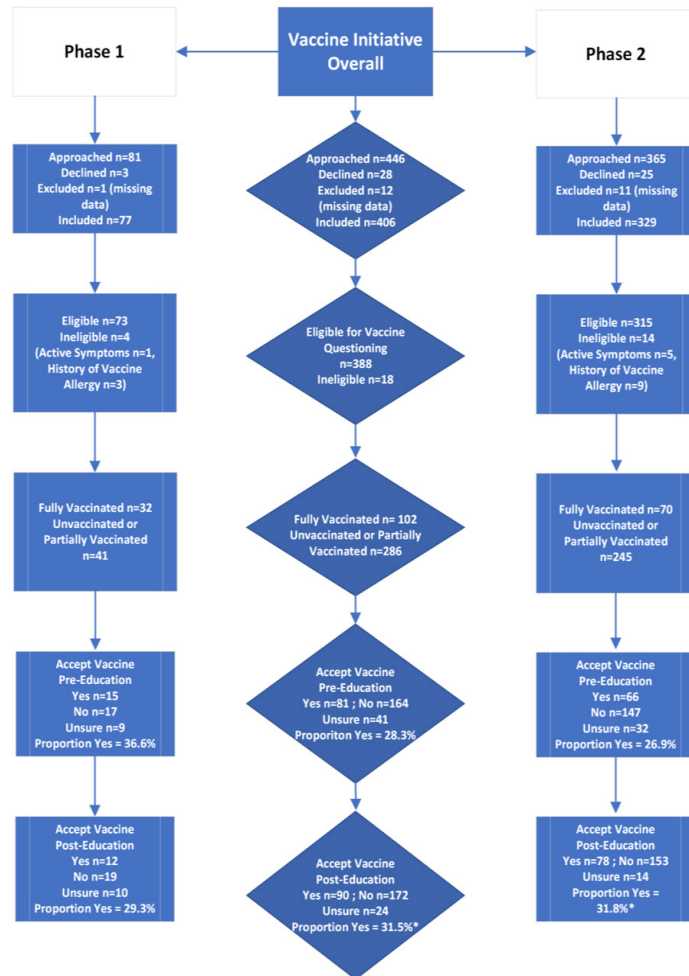 Phase 1
Vaccine Initiative
Overall
Phase 2
Approached n=81
Declined n=3
Excluded n=1 (missing
data)
Included n=77
Approached n=446
Declined n=28
Excluded n=12
(missing data)
Included n=406
Approached n=365
Declined n=25
Excluded n=11 (missing
data)
Included n=329
Eligible n=73
Ineligible n=4
(Active Symptoms n=1,
History of Vaccine
Allergy n=3)
Eligible for Vaccine
Questioning
n=388
Ineligible n=18
Eligible n=315
Ineligible n=14
(Active Symptoms n=5,
History of Vaccine
Allergy n=9)
Fully Vaccinated n=32
Unvaccinated or
Partially Vaccinated
n=41
Fully Vaccinated n= 102
Unvaccinated or Partially
Vaccinated n=286
Fully Vaccinated n=70
Unvaccinated or
Partially Vaccinated
n=245
Accept Vaccine
Pre-Education
Yes n=15
No n=17
Unsure n=9
Proportion Yes = 36.6%
Accept Vaccine
Pre-Education
Yes n=81 ; No n=164
Unsure n=41
Proporiton Yes = 28.3%
Accept Vaccine
Pre-Education
Yes n=66
No n=147
Unsure n=32
Proportion Yes = 26.9%
Accept Vaccine
Post-Education
Yes n=12
No n=19
Unsure n=10
Proportion Yes = 29.3%
Accept Vaccine
Post-Education
Yes n=90 ; No n=172
Unsure n=24
Proportion Yes = 31.5%*
Accept Vaccine
Post-Education
Yes n=78 ; No n=153
Unsure n=14
Proportion Yes =
31.8%*